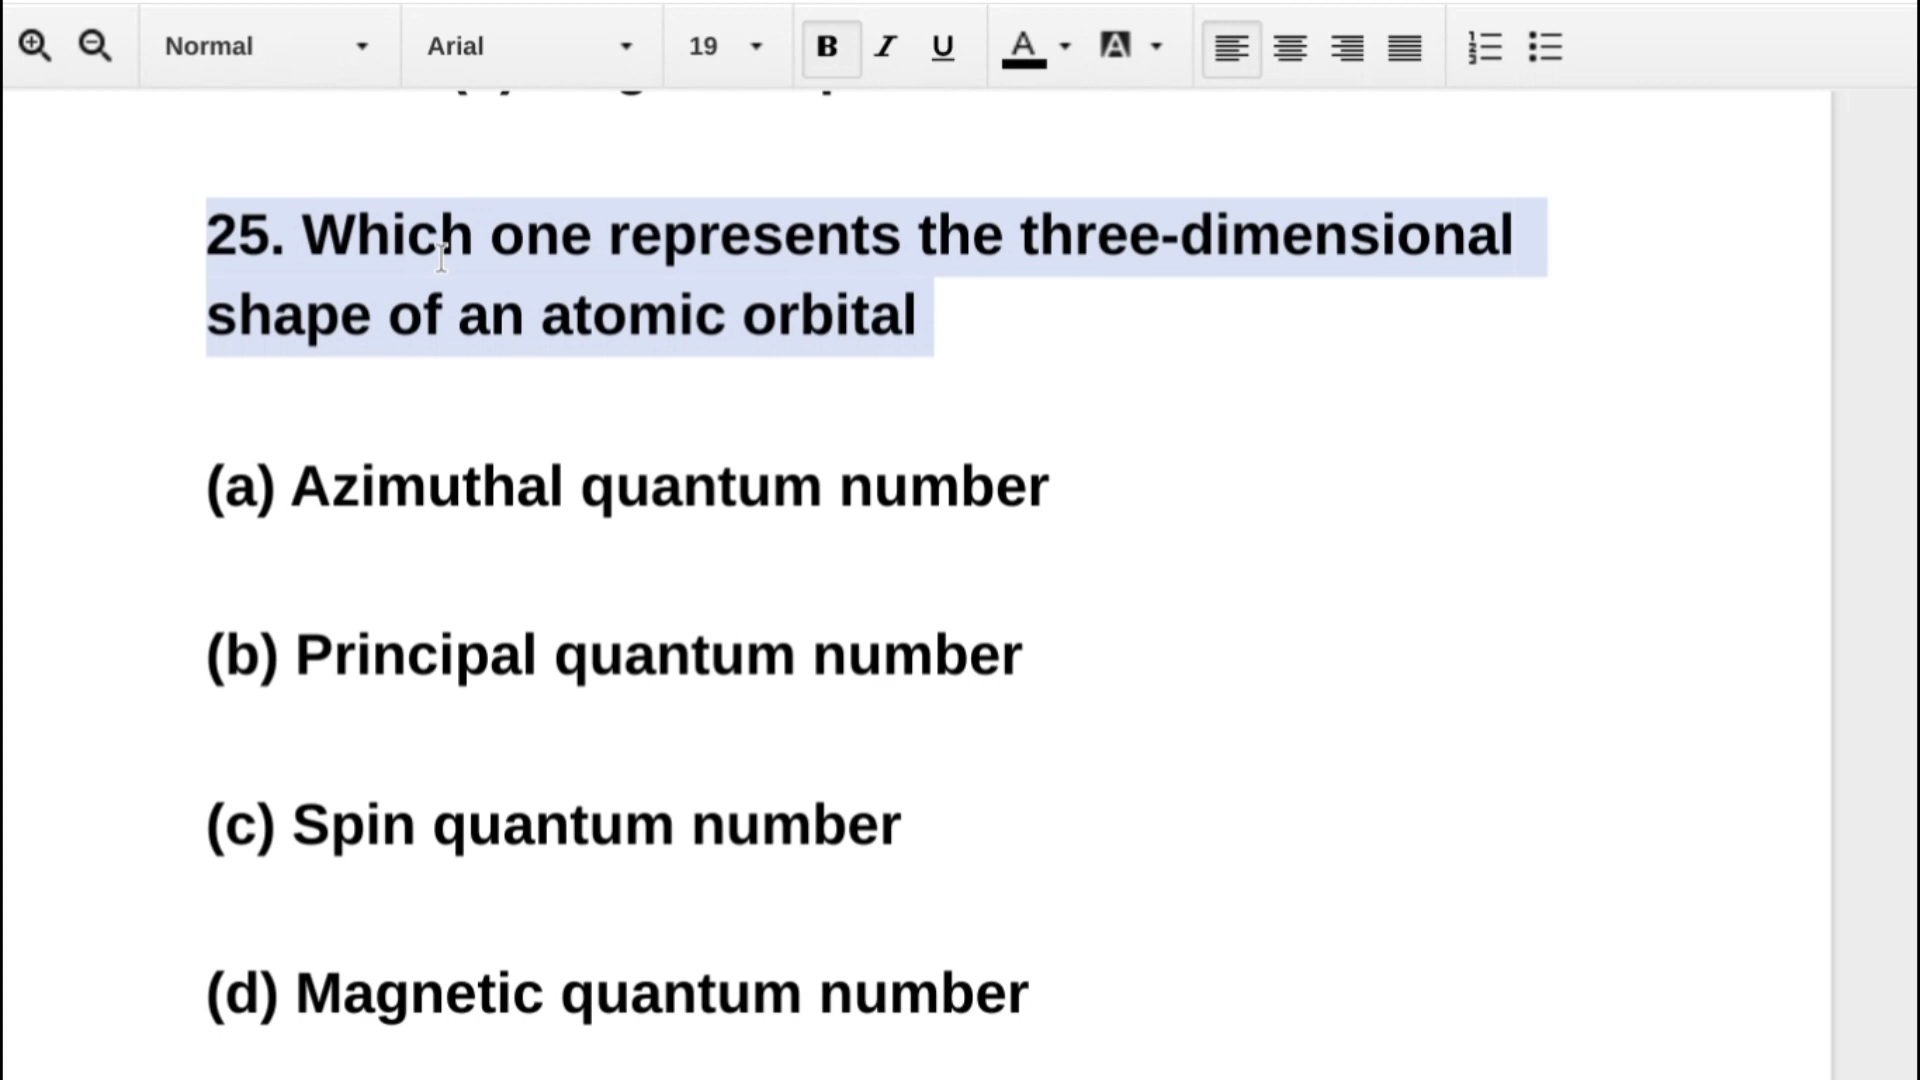 Normal Arial 19 B I U A A
25. Which one represents the three-dimensional
shape of an atomic orbital
(a) Azimuthal quantum number
(b) Principal quantum number
(c) Spin quantum number
(d) Magnetic quantum number